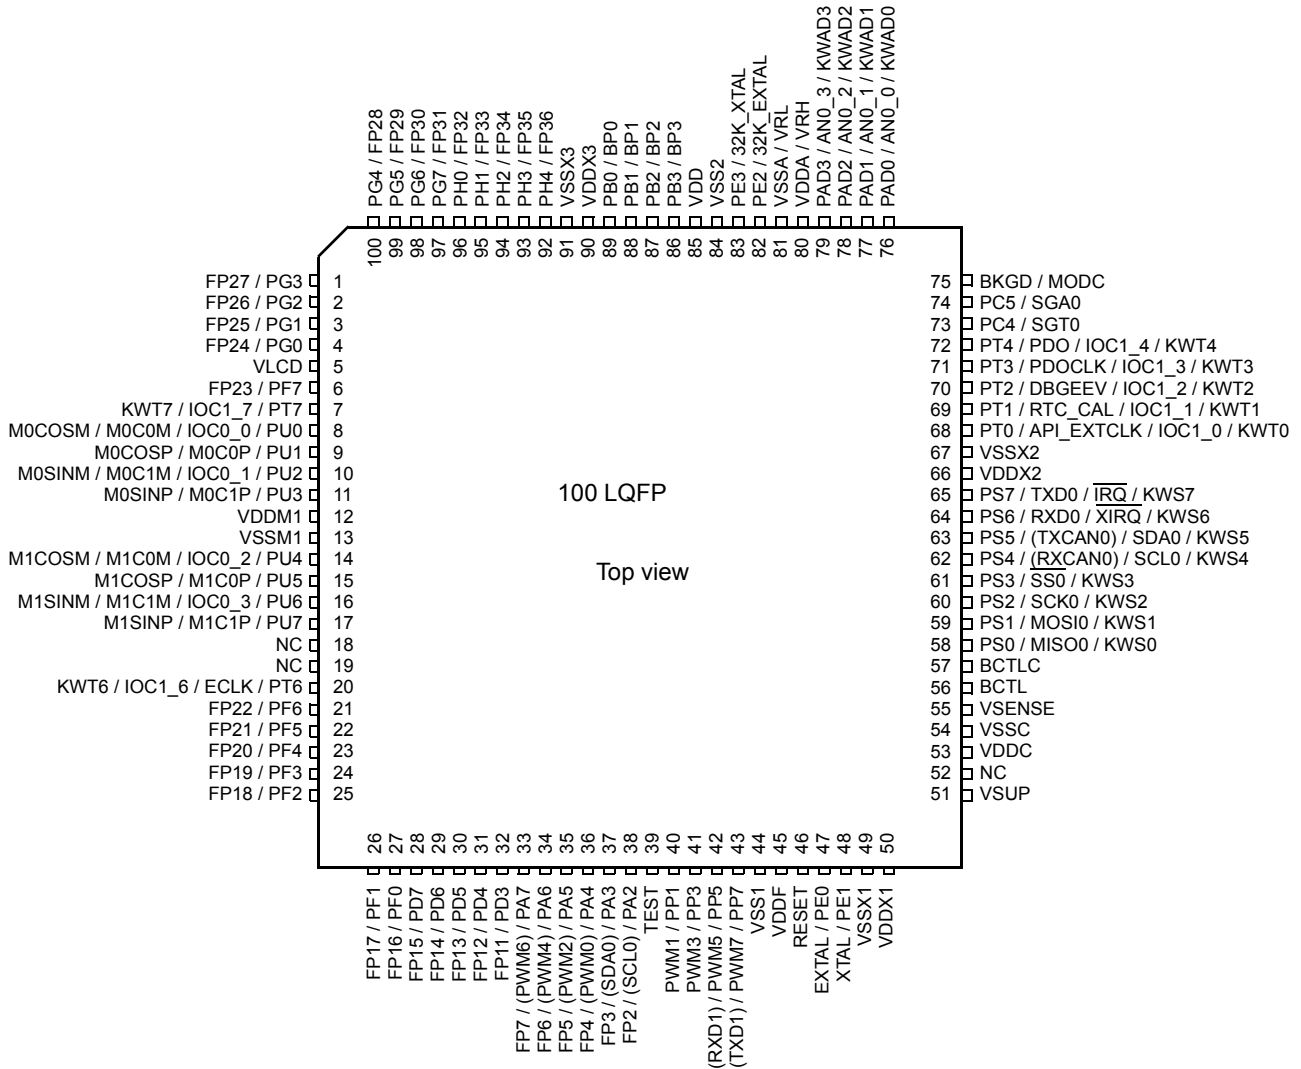 PG4 / FP28
PG5 / FP29
PG6 / FP30
PG7 / FP31
PH0 / FP32
PH1 / FP33
PH2 / FP34
PH3 / FP35
PH4 / FP36
VSSX3
VDDX3
PB0 / BP0
PB1 / BP1
PB2 / BP2
PB3 / BP3
VDD
VSS2
PE3 / 32K_XTAL
PE2 / 32K_EXTAL
VSSA / VRL
VDDA / VRH
PAD3 / AN0_3 / KWAD3
PAD2 / AN0_2 / KWAD2
PAD1 / AN0_1 / KWAD1
PAD0 / AN0_0 / KWAD0
100
99
98
97
96
95
94
93
92
91
90
89
88
87
86
85
84
83
82
81
80
79
78
77
76
FP27 / PG3 1
FP26 / PG2 2
FP25 / PG1 3
FP24 / PG0 4
VLCD 5
FP23 / PF7 6
KWT7 / IOC1_7 / PT7 7
M0COSM / M0C0M / IOC0_0 / PU0 8
M0COSP / M0C0P / PU1 9
M0SINM / M0C1M / IOC0_1 / PU2 10
M0SINP / M0C1P / PU3 11
VDDM1 12
VSSM1 13
M1COSM / M1C0M / IOC0_2 / PU4 14
M1COSP / M1C0P / PU5 15
M1SINM / M1C1M / IOC0_3 / PU6 16
M1SINP / M1C1P / PU7 17
NC 18
NC 19
KWT6 / IOC1_6 / ECLK / PT6 20
FP22 / PF6 21
FP21 / PF5 22
FP20 / PF4 23
FP19 / PF3 24
FP18 / PF2 25
100 LQFP
Top view
75 BKGD / MODC
74 PC5 / SGA0
73 PC4 / SGT0
72 PT4 / PDO / IOC1_4 / KWT4
71 PT3 / PDOCLK / IOC1_3 / KWT3
70 PT2 / DBGEEV / IOC1_2 / KWT2
69 PT1 / RTC_CAL / IOC1_1 / KWT1
68 PT0 / API_EXTCLK / IOC1_0 / KWT0
67 VSSX2
66 VDDX2
65 PS7 / TXD0 / IRQ / KWS7
64 PS6 / RXD0 / XIRQ / KWS6
63 PS5 / (TXCAN0) / SDA0 / KWS5
62 PS4 / (RXCAN0) / SCL0 / KWS4
61 PS3 / SS0 / KWS3
60 PS2 / SCK0 / KWS2
59 PS1 / MOSI0 / KWS1
58 PS0 / MISO0 / KWS0
57 BCTLC
56 BCTL
55 VSENSE
54 VSSC
53 VDDC
52 NC
51 VSUP
26
27
28
29
30
31
32
33
34
35
36
37
38
39
40
41
42
43
44
45
46
47
48
49
50
FP17 / PF1
FP16 / PF0
FP15 / PD7
FP14 / PD6
FP13 / PD5
FP12 / PD4
FP11 / PD3
FP7 / (PWM6) / PA7
FP6 / (PWM4) / PA6
FP5 / (PWM2) / PA5
FP4 / (PWM0) / PA4
FP3 / (SDA0) / PA3
FP2 / (SCL0) / PA2
TEST
PWM1 / PP1
PWM3 / PP3
(RXD1) / PWM5 / PP5
(TXD1) / PWM7 / PP7
VSS1
VDDF
RESET
EXTAL / PE0
XTAL / PE1
VSSX1
VDDX1